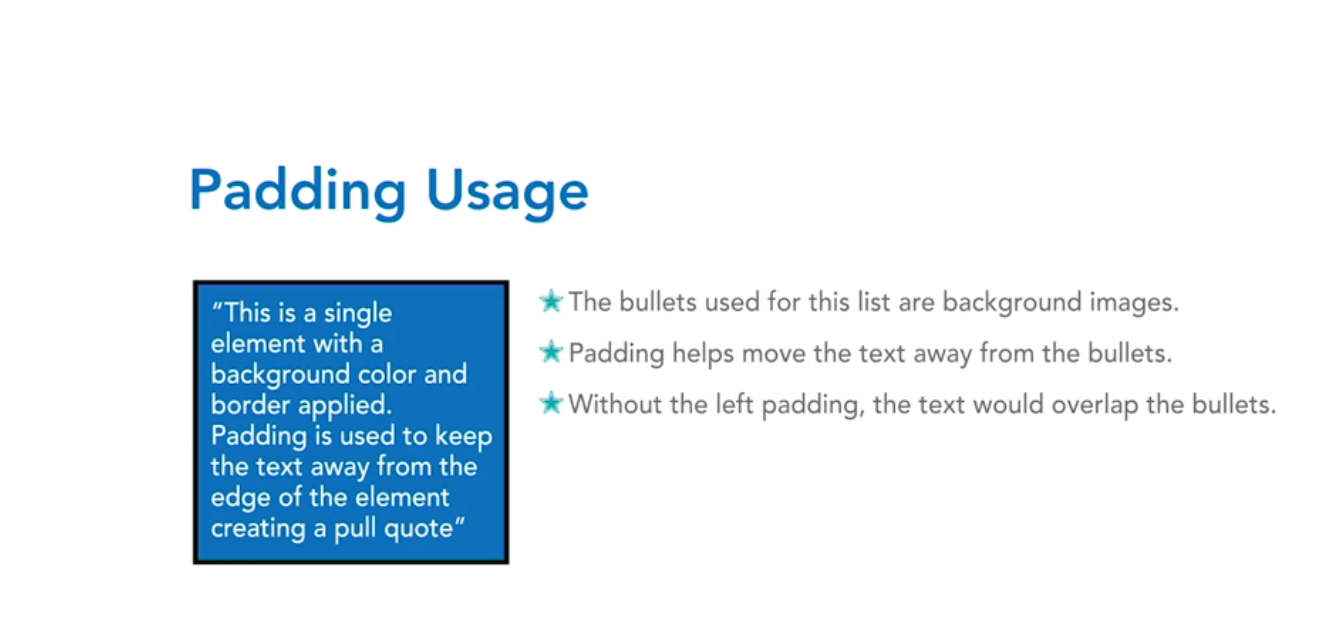 Padding Usage
“This is a single
element with a
background color and
border applied.
Padding is used to keep
the text away from the
edge of the element
creating a pull quote”
The bullets used for this list are background images.
Padding helps move the text away from the bullets.
Without the left padding, the text would overlap the bullets.